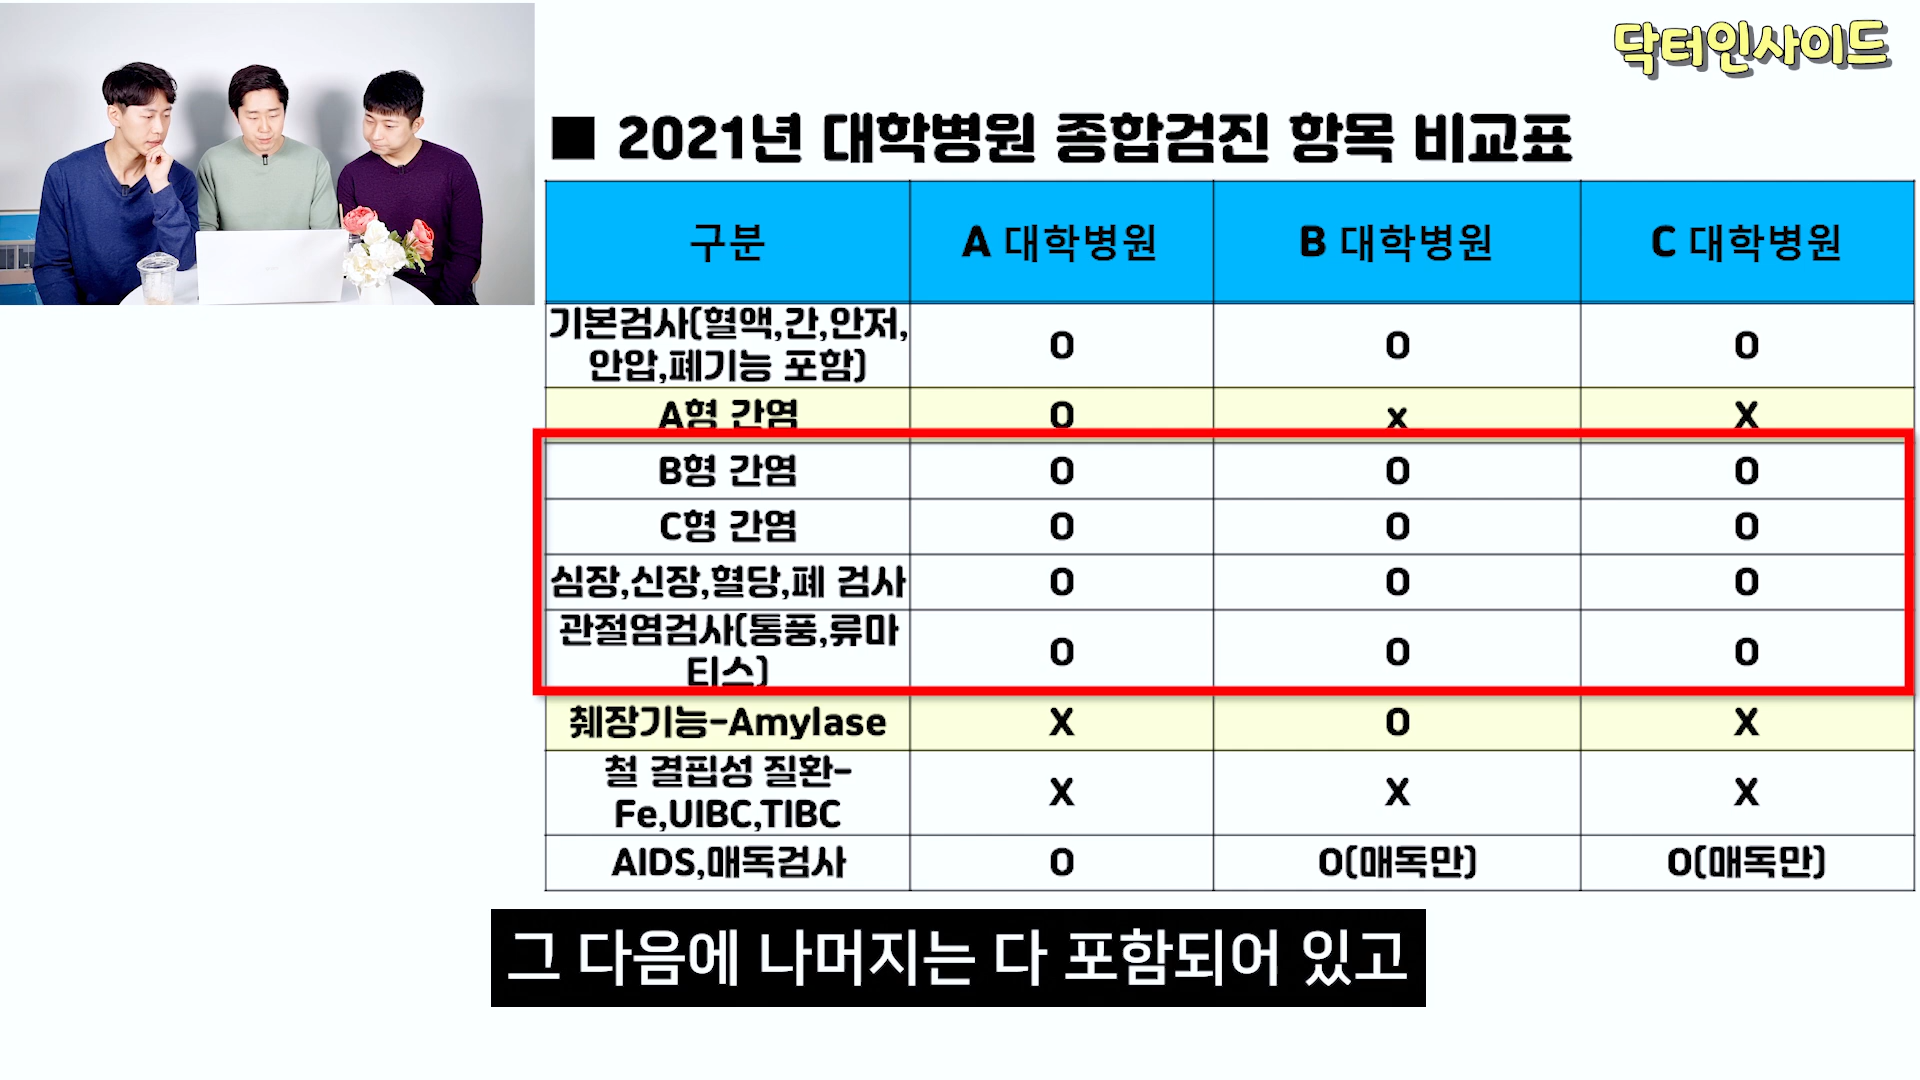 닥터인사이드
■ 2021년 대학병원 종합검진 항목 비교표
구분 A 대학병원 B 대학병원 C 대학병원
기본검사(혈액,간,안저,
안압,폐기능 포함) O O O
A형 간염 O x X
B형 간염 O O O
C형 간염 O O O
심장,신장,혈당,폐 검사 O O O
관절염검사(통풍,류마
티스) O O O
췌장기능-Amylase X O X
철 결핍성 질환-
Fe,UIBC,TIBC X X X
AIDS,매독검사 O O(매독만) O(매독만)
그 다음에 나머지는 다 포함되어 있고